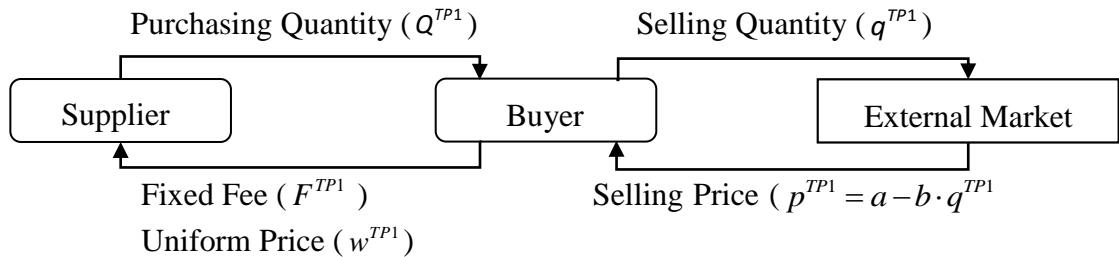 Purchasing Quantity ( Q^{TP1} )
Selling Quantity ( q^{TP1} )
Supplier
Buyer
External Market
Fixed Fee ( F^{TP1} )
Selling Price ( p^{TP1} = a − b · q^{TP1}
Uniform Price ( w^{TP1} )